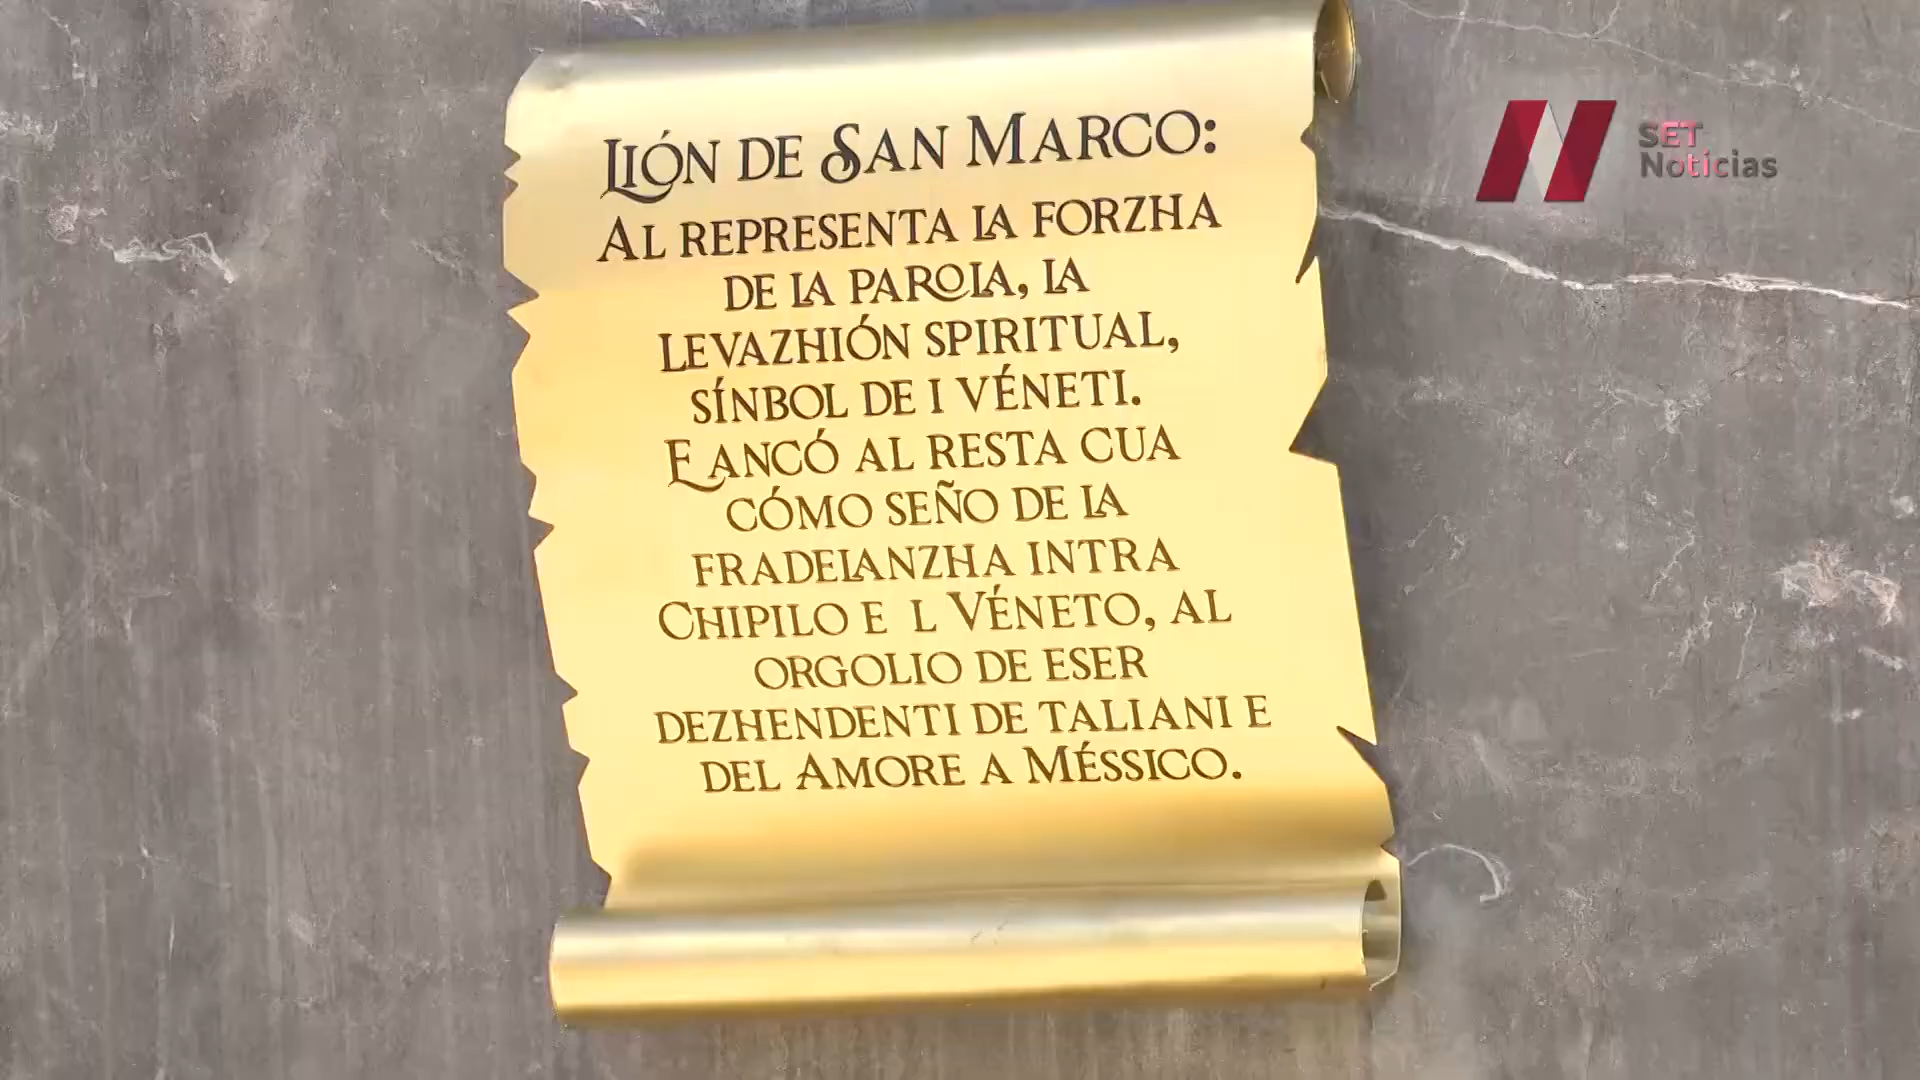 Lión de San Marco:
Al representa la forzha
de la parola, la
levazhión spiritual,
sínbol de i Véneti.
E ancó al resta cua
cómo seño de la
fradelanzha intra
Chipilo e l Véneto, al
orgolio de eser
dezhendenti de taliani e
del Amore a Méssico.
SET
Noticias